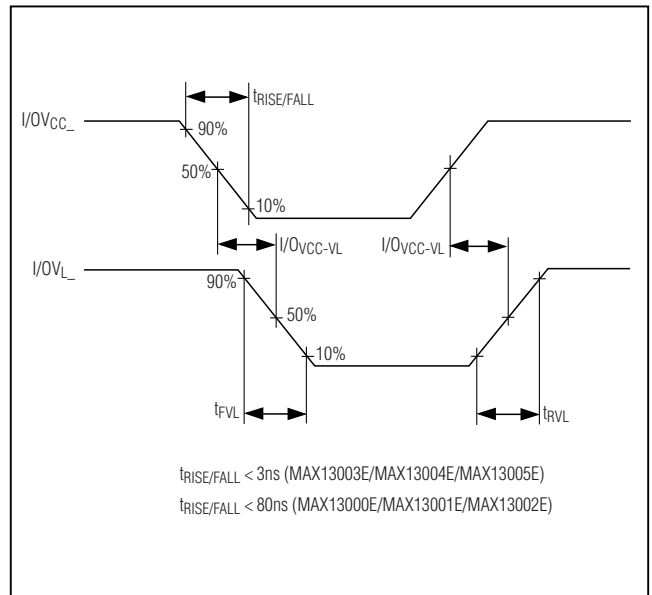 tRISE/FALL
I/OVCC_
90%
50%
10%
I/OVCC-VL
I/OVCC-VL
I/OVL_
90%
50%
10%
tFVL
tRVL
tRISE/FALL < 3ns (MAX13003E/MAX13004E/MAX13005E)
tRISE/FALL < 80ns (MAX13000E/MAX13001E/MAX13002E)